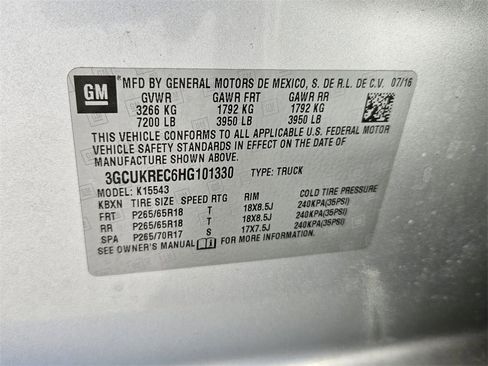 GM *MFD BY GENERAL MOTORS DE MEXICO, S. DE R.L. DE C.V. 07/16
GVWR GAWR FRT GAWR RR
3266 KG 1792 KG 1792 KG
7200 LB 3950 LB 3950 LB
THIS VEHICLE CONFORMS TO ALL APPLICABLE U.S. FEDERAL MOTOR
VEHICLE SAFETY STANDARDS IN EFFECT ON THE DATE OF
MANUFACTURE SHOWN ABOVE.
3GCUKREC6HG101330 TYPE: TRUCK
MODEL: K15543
KBXN TIRE SIZE SPEED RTG RIM COLD TIRE PRESSURE
FRT P265/65R18 T 18X8.5J 240KPA(35PSI)
RR P265/65R18 T 18X8.5J 240KPA(35PSI)
SPA P265/70R17 S 17X7.5J 240KPA(35PSI)
SEE OWNER'S MANUAL FOR MORE INFORMATION.